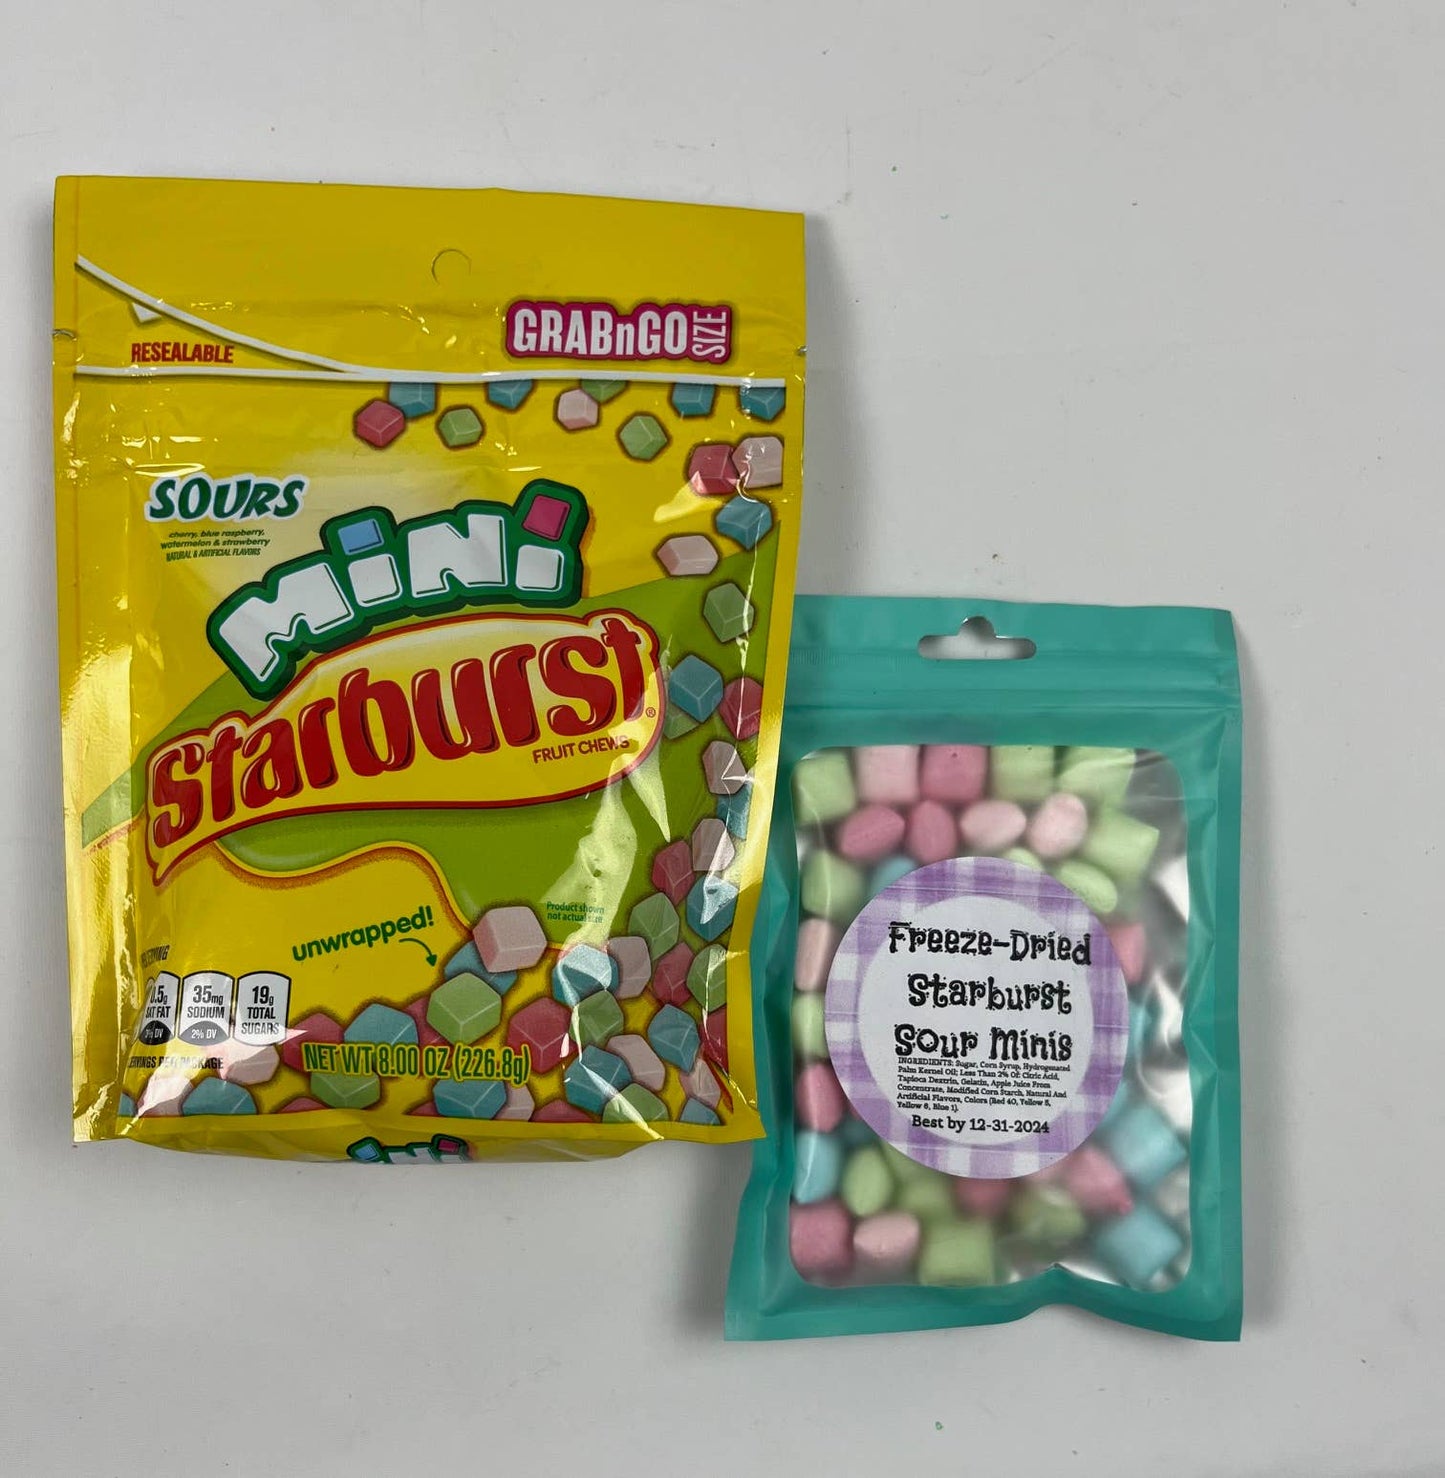 GRABnGO SIZE
RESEALABLE
SOURS
cherry, blue raspberry,
watermelon & strawberry
NATURAL & ARTIFICIAL FLAVORS
MiNi
Starburst®
FRUIT CHEWS
unwrapped!
Product shown
not actual size
0.5g 35mg 19g
SAT FAT SODIUM TOTAL
SUGARS
2% DV
PACKAGE
NET WT 8.00 OZ (226.8g)
MiNi
Freeze-Dried
Starburst
Sour Minis
INGREDIENTS: Sugar, Corn Syrup, Hydrogenated
Palm Kernel Oil; Less Than 2% Of: Citric Acid,
Tapioca Dextrin, Gelatin, Apple Juice From
Concentrate, Modified Corn Starch, Natural And
Artificial Flavors, Colors (Red 40, Yellow 5,
Yellow 6, Blue 1).
Best by 12-31-2024